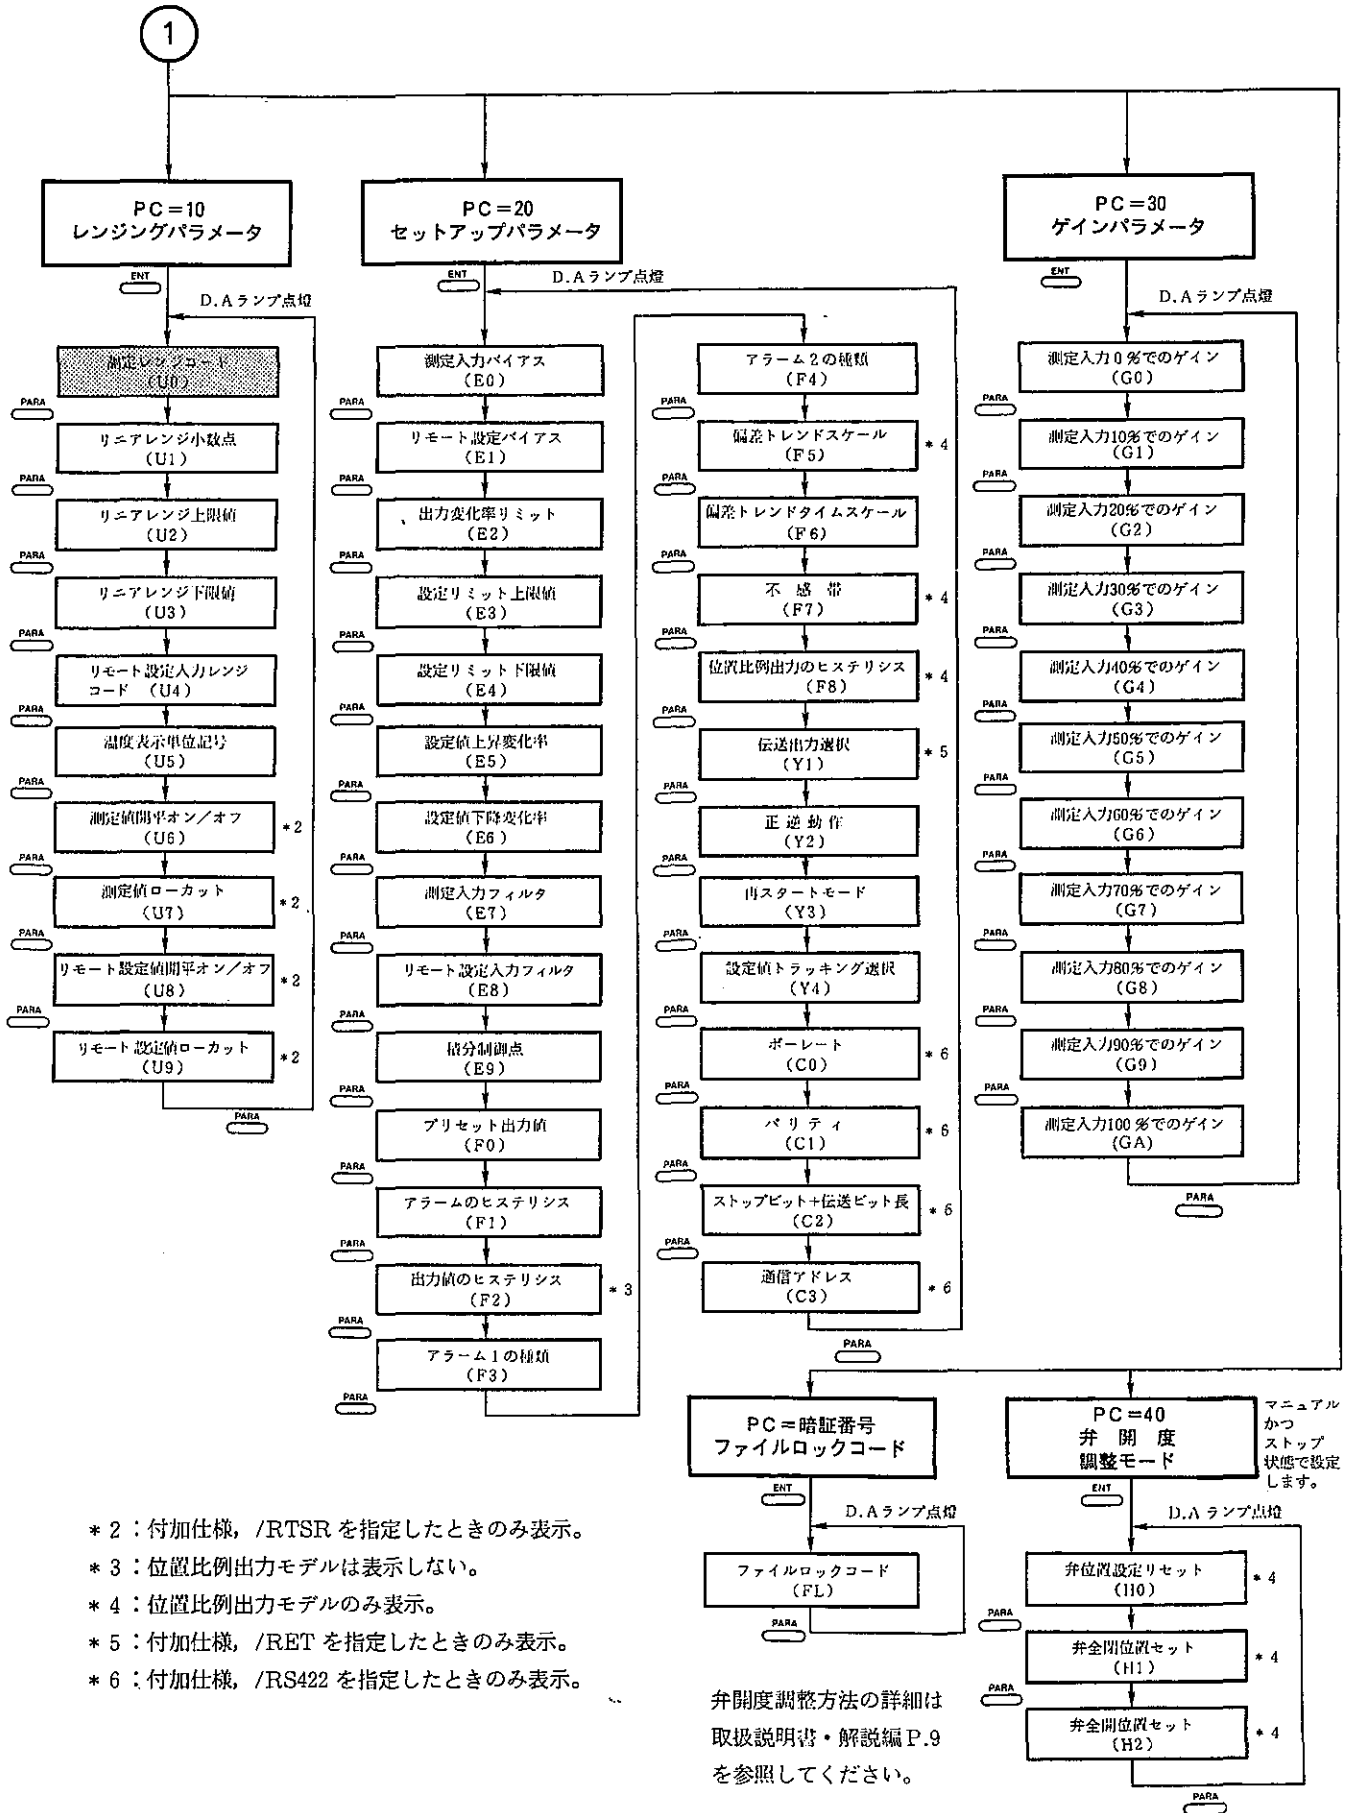 1
PC=10
レンジングパラメータ
ENT
D.Aランプ点燈
測定レンジコード
(U0)
PARA
リニアレンジ小数点
(U1)
PARA
リニアレンジ上限値
(U2)
PARA
リニアレンジ下限値
(U3)
PARA
リモート設定入力レンジ
コード (U4)
PARA
温度表示単位記号
(U5)
PARA
測定値開平オン/オフ
(U6)
*2
PARA
測定値ローカット
(U7)
*2
PARA
リモート設定値開平オン/オフ
(U8)
*2
PARA
リモート設定値ローカット
(U9)
*2
PARA
PC=20
セットアップパラメータ
ENT
D.Aランプ点燈
測定入力バイアス
(E0)
PARA
リモート設定バイアス
(E1)
PARA
出力変化率リミット
(E2)
PARA
設定リミット上限値
(E3)
PARA
設定リミット下限値
(E4)
PARA
設定値上昇変化率
(E5)
PARA
設定値下降変化率
(E6)
PARA
測定入力フィルタ
(E7)
PARA
リモート設定入力フィルタ
(E8)
PARA
積分制御点
(E9)
PARA
プリセット出力値
(F0)
PARA
アラームのヒステリシス
(F1)
PARA
出力値のヒステリシス
(F2)
*3
PARA
アラーム1の種類
(F3)
PARA
アラーム2の種類
(F4)
PARA
偏差トレンドスケール
(F5)
*4
PARA
偏差トレンドタイムスケール
(F6)
PARA
不感帯
(F7)
*4
PARA
位置比例出力のヒステリシス
(F8)
*4
PARA
伝送出力選択
(Y1)
*5
PARA
正逆動作
(Y2)
PARA
再スタートモード
(Y3)
PARA
設定値トラッキング選択
(Y4)
PARA
ボーレート
(C0)
*6
PARA
パリティ
(C1)
*6
PARA
ストップビット+伝送ビット長
(C2)
*6
PARA
通信アドレス
(C3)
*6
PARA
PC=30
ゲインパラメータ
ENT
D.Aランプ点燈
測定入力0%でのゲイン
(G0)
PARA
測定入力10%でのゲイン
(G1)
PARA
測定入力20%でのゲイン
(G2)
PARA
測定入力30%でのゲイン
(G3)
PARA
測定入力40%でのゲイン
(G4)
PARA
測定入力50%でのゲイン
(G5)
PARA
測定入力60%でのゲイン
(G6)
PARA
測定入力70%でのゲイン
(G7)
PARA
測定入力80%でのゲイン
(G8)
PARA
測定入力90%でのゲイン
(G9)
PARA
測定入力100%でのゲイン
(GA)
PARA
PC=暗証番号
ファイルロックコード
ENT
D.Aランプ点燈
ファイルロックコード
(FL)
PARA
PC=40
弁開度
調整モード
マニュアル
かつ
ストップ
状態で設定
します。
ENT
D.Aランプ点燈
弁位置設定リセット
(H0)
*4
PARA
弁全閉位置セット
(H1)
*4
PARA
弁全開位置セット
(H2)
*4
PARA
*2:付加仕様,/RTSRを指定したときのみ表示。
*3:位置比例出力モデルは表示しない。
*4:位置比例出力モデルのみ表示。
*5:付加仕様,/RETを指定したときのみ表示。
*6:付加仕様,/RS422を指定したときのみ表示。
弁開度調整方法の詳細は
取扱説明書・解説編P.9
を参照してください。